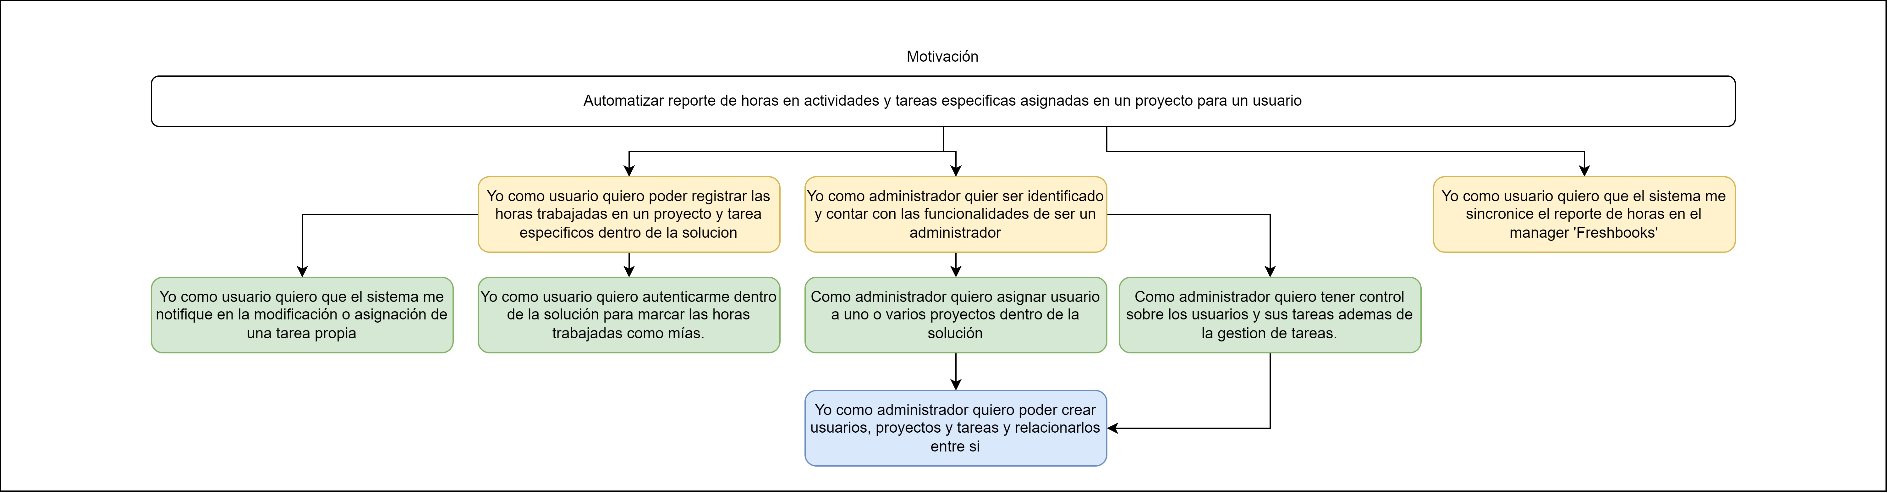 Motivación
Automatizar reporte de horas en actividades y tareas especificas asignadas en un proyecto para un usuario
Yo como usuario quiero poder registrar las
horas trabajadas en un proyecto y tarea
especificos dentro de la solucion
Yo como administrador quier ser identificado
y contar con las funcionalidades de ser un
administrador
Yo como usuario quiero que el sistema me
sincronice el reporte de horas en el
manager 'Freshbooks'
Yo como usuario quiero que el sistema me
notifique en la modificación o asignación de
una tarea propia
Yo como usuario quiero autenticarme dentro
de la solución para marcar las horas
trabajadas como mías.
Como administrador quiero asignar usuario
a uno o varios proyectos dentro de la
solución
Como administrador quiero tener control
sobre los usuarios y sus tareas ademas de
la gestion de tareas.
Yo como administrador quiero poder crear
usuarios, proyectos y tareas y relacionarlos
entre si